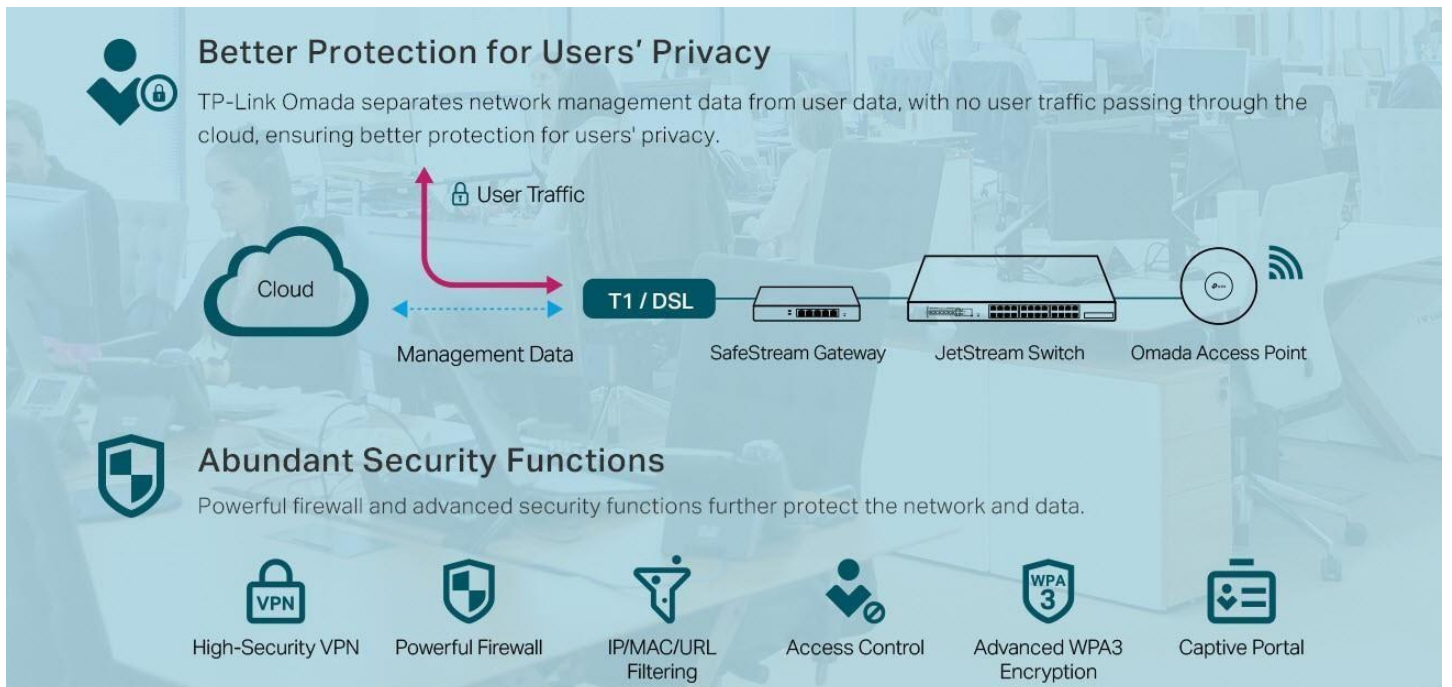 Better Protection for Users' Privacy
TP-Link Omada separates network management data from user data, with no user traffic passing through the
cloud, ensuring better protection for users' privacy.
User Traffic
Cloud
T1 / DSL
Management Data
SafeStream Gateway
JetStream Switch
Omada Access Point
Abundant Security Functions
Powerful firewall and advanced security functions further protect the network and data.
VPN
WPA
3
High-Security VPN
Powerful Firewall
IP/MAC/URL
Filtering
Access Control
Advanced WPA3
Encryption
Captive Portal